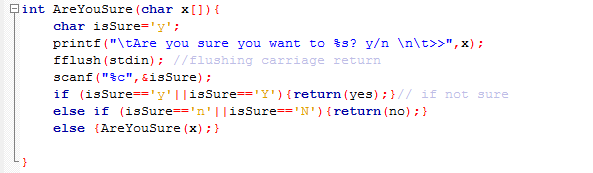 int AreYouSure(char x[]){
char isSure='y';
printf("\tAre you sure you want to %s? y/n \n\t>>",x);
fflush(stdin); //flushing carriage return
scanf("%c",&isSure);
if (isSure=='y'||isSure=='Y'){return(yes);}// if not sure
else if (isSure=='n'||isSure=='N'){return(no);}
else {AreYouSure(x);}
}